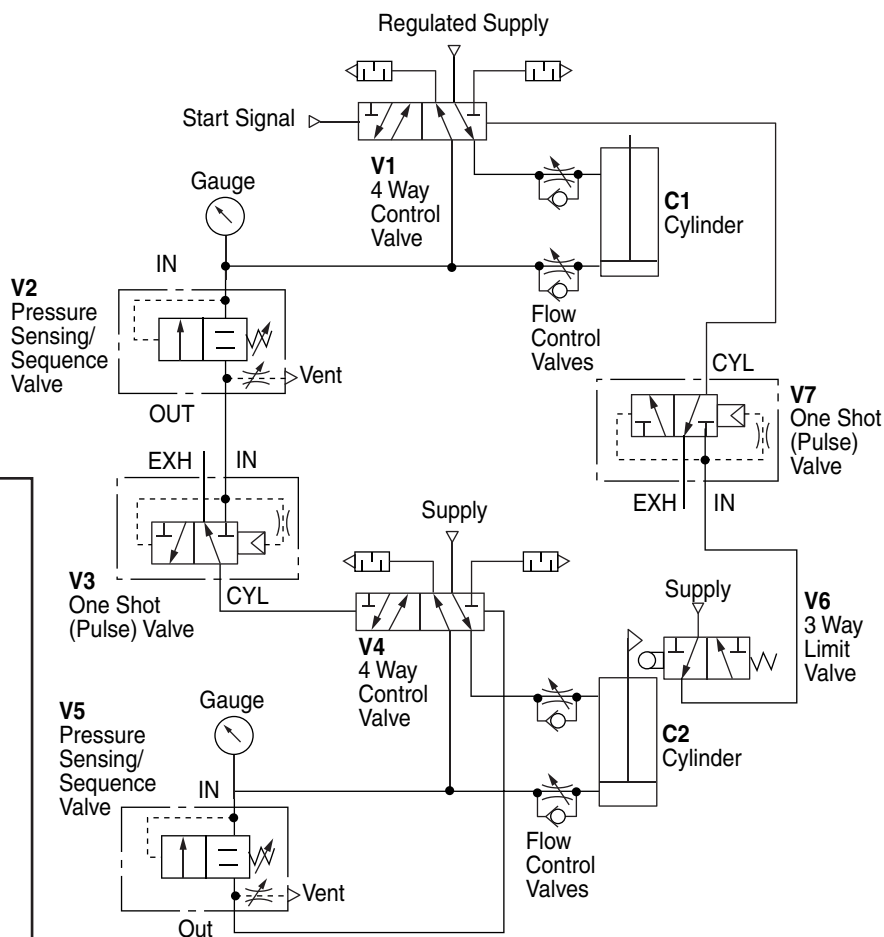 Regulated Supply
Start Signal
V1
4 Way
Control
Valve
Gauge
C1
Cylinder
IN
V2
Pressure
Sensing/
Sequence
Valve
Flow
Control
Valves
Vent
OUT
CYL
V7
One Shot
(Pulse)
Valve
EXH
IN
EXH
IN
Supply
V3
One Shot
(Pulse) Valve
CYL
Supply
V6
3 Way
Limit
Valve
V4
4 Way
Control
Valve
Gauge
V5
Pressure
Sensing/
Sequence
Valve
C2
Cylinder
IN
Flow
Control
Valves
Vent
Out